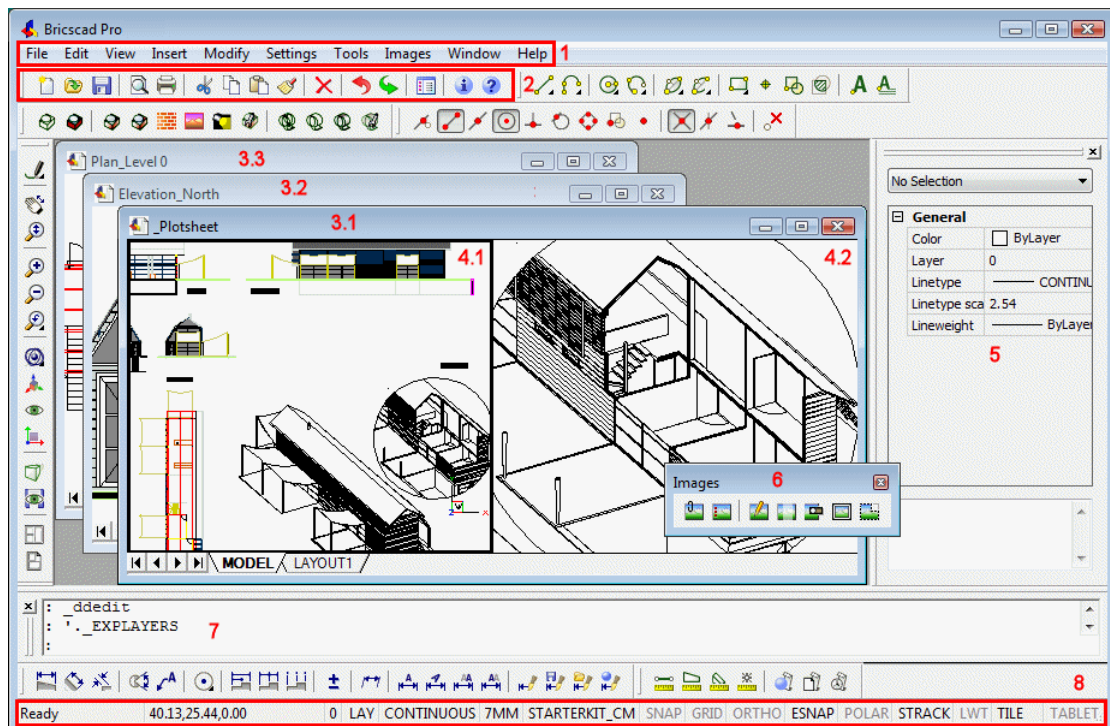 Bricscad Pro
File Edit View Insert Modify Settings Tools Images Window Help 1
2
A A
Plan_Level 0 3.3
Elevation_North 3.2
_Plotsheet 3.1
4.1 4.2
No Selection
General
Color ByLayer
Layer 0
Linetype CONTINU
Linetype sca 2.54
Lineweight ByLayer
5
Images 6
MODEL LAYOUT1
: _ddedit
: '._EXPLAYERS
:
7
8
Ready 40.13,25.44,0.00 0 LAY CONTINUOUS 7MM STARTERKIT_CM SNAP GRID ORTHO ESNAP POLAR STRACK LWT TILE TABLET